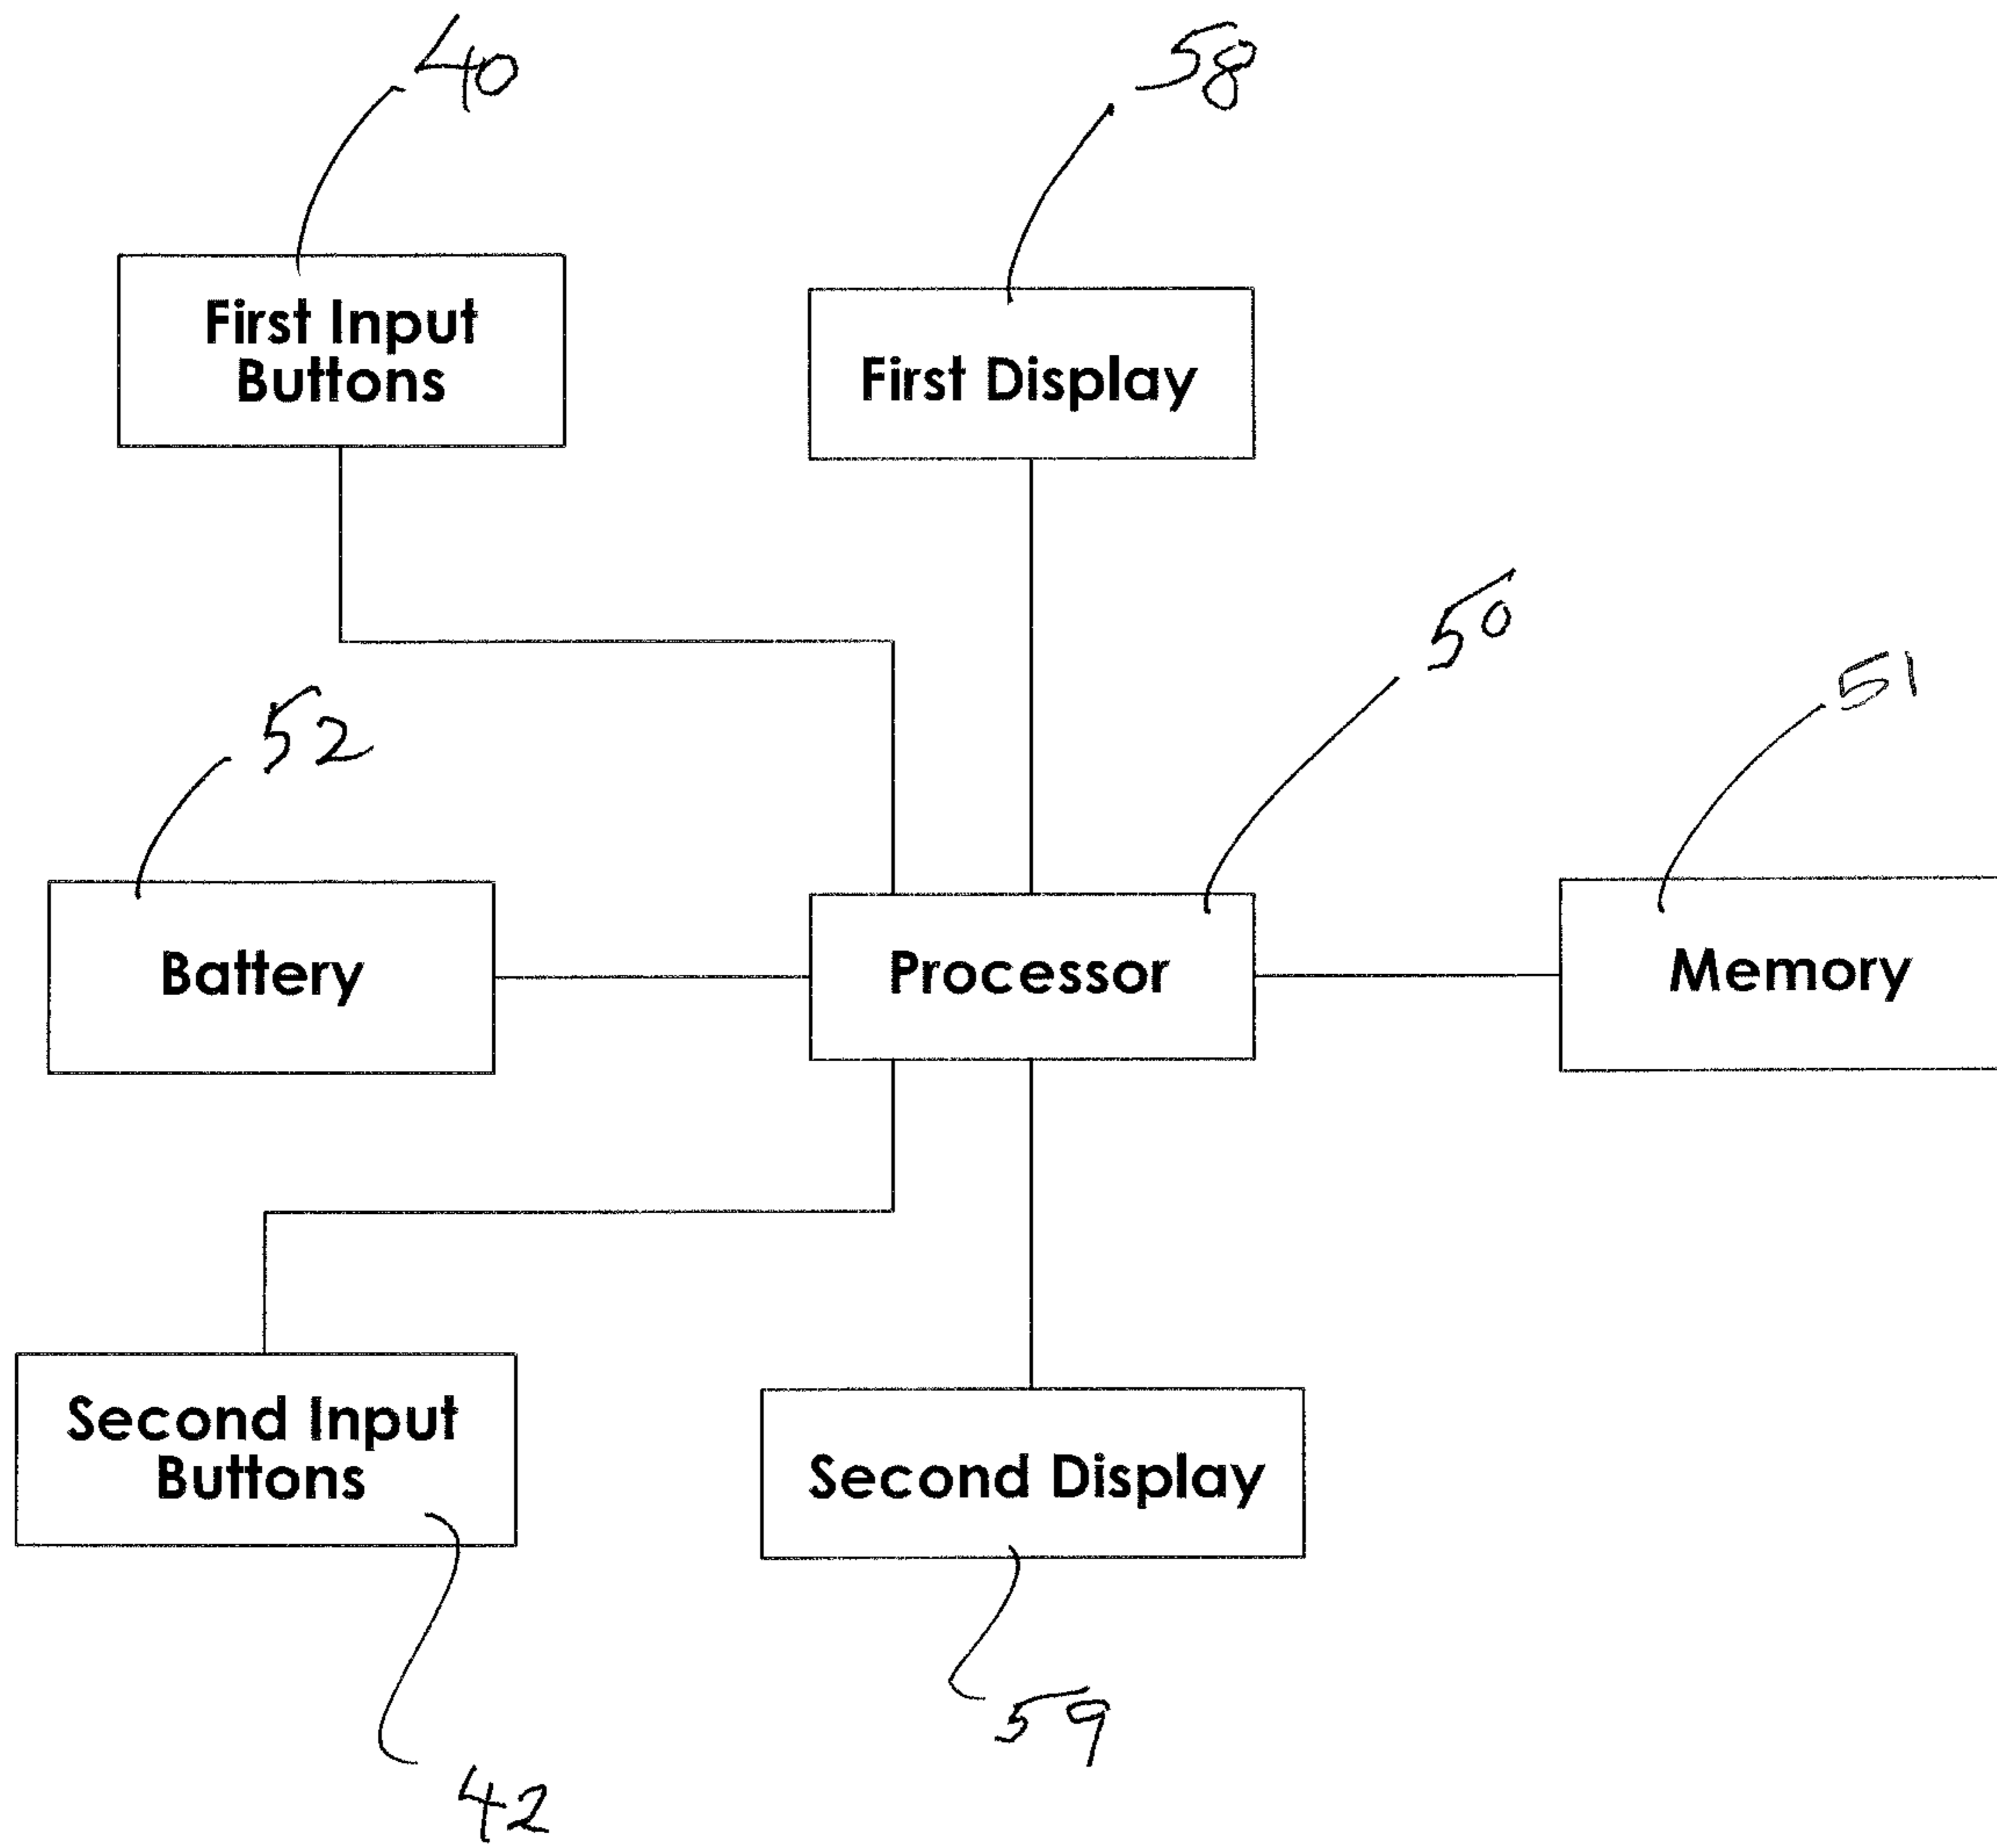 40
58
First Input
Buttons
First Display
50
51
52
Battery
Processor
Memory
Second Input
Buttons
Second Display
59
42